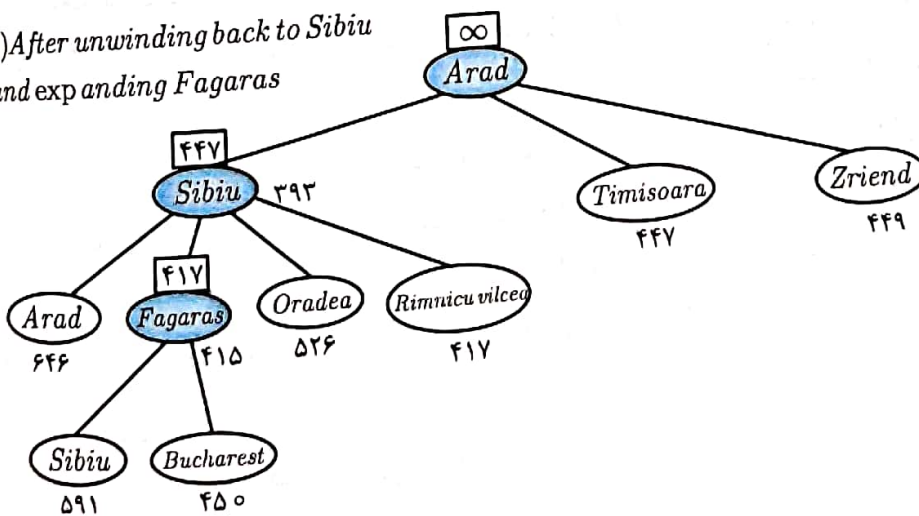 )After unwinding back to Sibiu
and exp anding Fagaras
∞
Arad
۴۴۷
Sibiu ۳۹۳
Timisoara
۴۴۷
Zriend
۴۴۹
Arad
۶۴۶
۴۱۷
Fagaras
۴۱۵
Oradea
۵۲۶
Rimnicu vilcea
۴۱۷
Sibiu
۵۹۱
Bucharest
۴۵۰